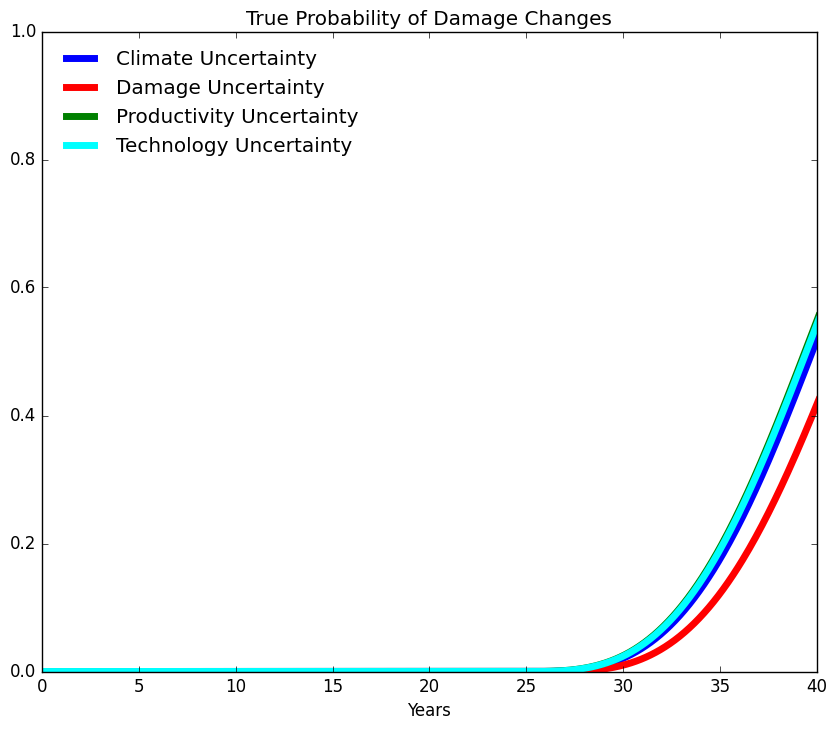 True Probability of Damage Changes
1.0
Climate Uncertainty
Damage Uncertainty
Productivity Uncertainty
Technology Uncertainty
0.8
0.6
0.4
0.2
0.0
0 5 10 15 20 25 30 35 40
Years